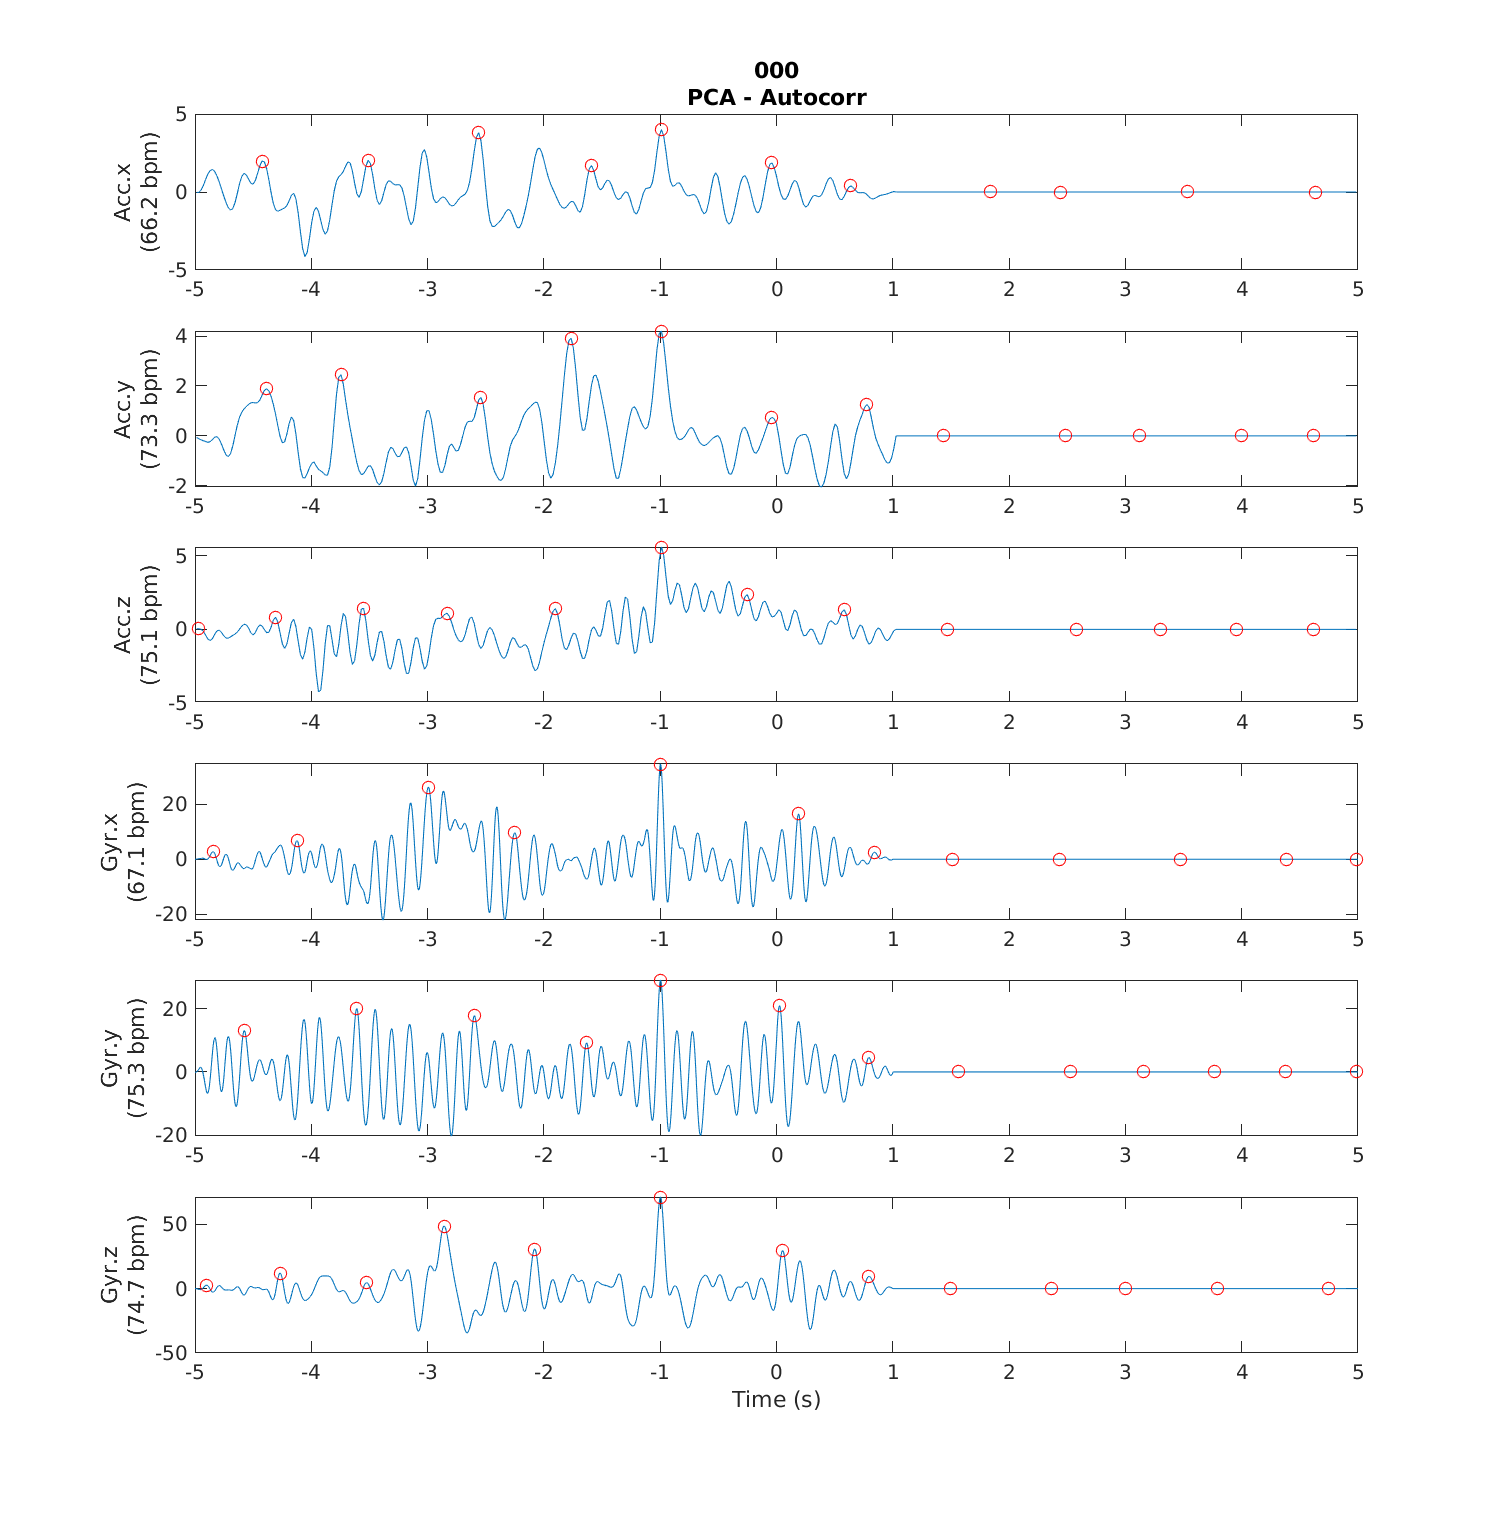 000
PCA - Autocorr
Acc.x
(66.2 bpm)
5
0
-5
-5 -4 -3 -2 -1 0 1 2 3 4 5
Acc.y
(73.3 bpm)
4
2
0
-2
-5 -4 -3 -2 -1 0 1 2 3 4 5
Acc.z
(75.1 bpm)
5
0
-5
-5 -4 -3 -2 -1 0 1 2 3 4 5
Gyr.x
(67.1 bpm)
20
0
-20
-5 -4 -3 -2 -1 0 1 2 3 4 5
Gyr.y
(75.3 bpm)
20
0
-20
-5 -4 -3 -2 -1 0 1 2 3 4 5
Gyr.z
(74.7 bpm)
50
0
-50
-5 -4 -3 -2 -1 0 1 2 3 4 5
Time (s)